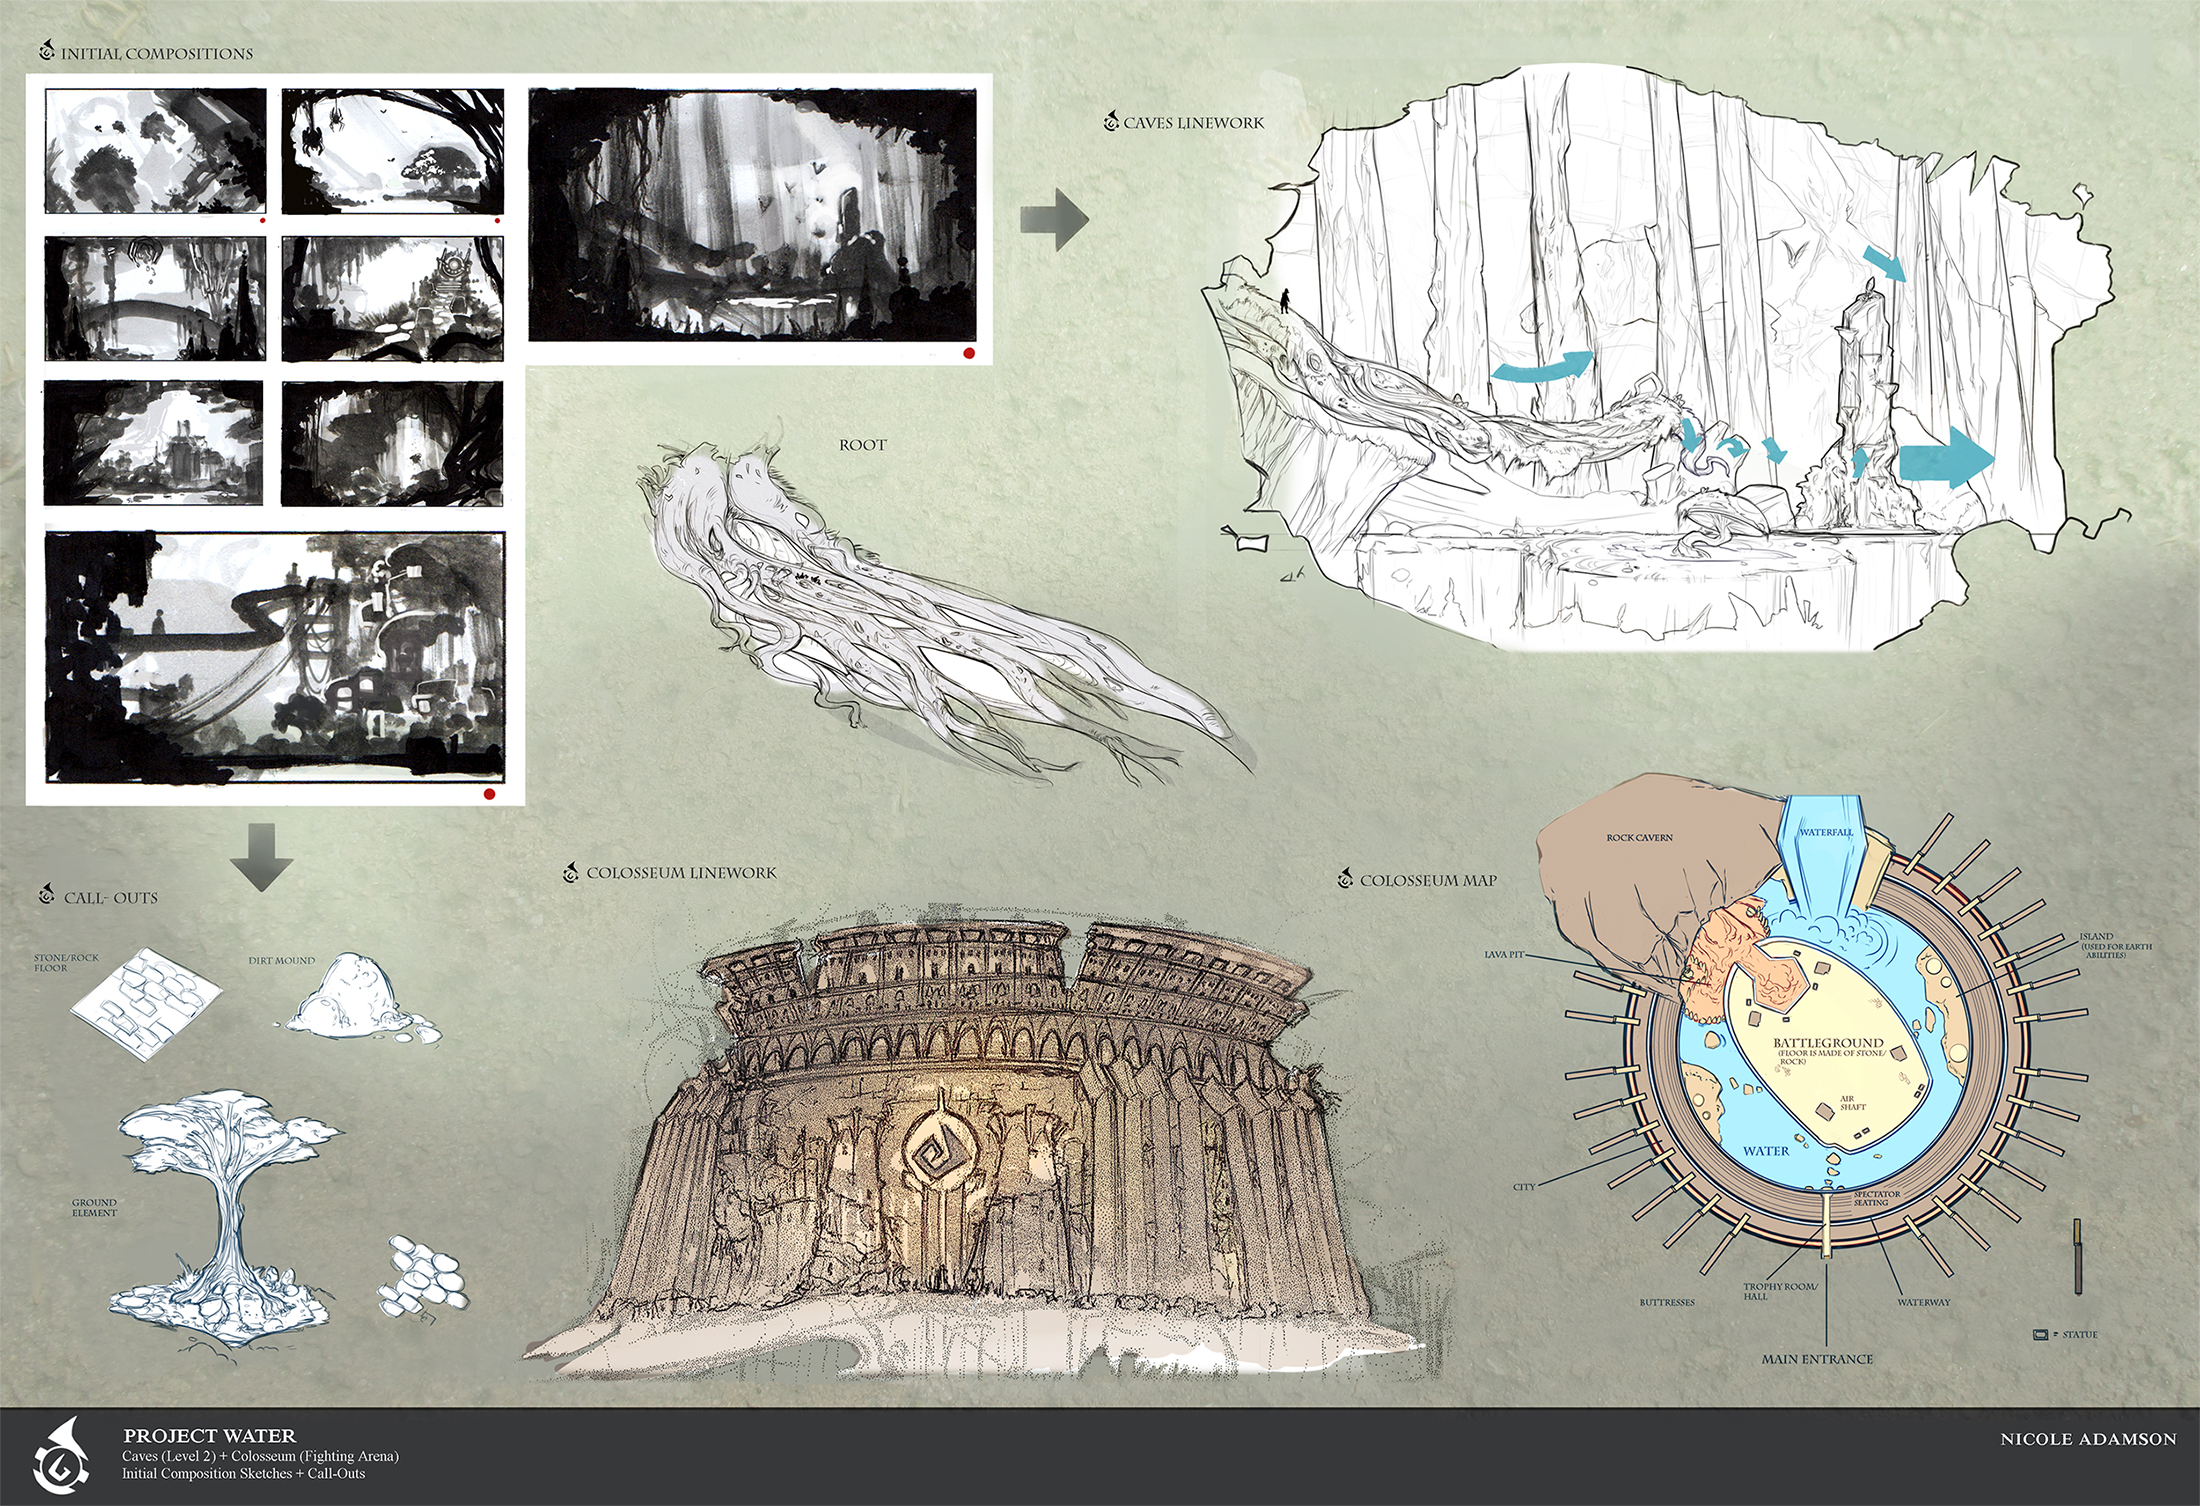 INITIAL COMPOSITIONS
CAVES LINEWORK
ROOT
COLOSSEUM LINEWORK
COLOSSEUM MAP
ROCK CAVERN
WATERFALL
LAVA PIT
ISLAND
(USED FOR EARTH
ABILITIES)
BATTLEGROUND
(FLOOR IS MADE OF STONE/
ROCK)
AIR
SHAFT
WATER
CITY
SPECTATOR
SEATING
TROPHY ROOM/
HALL
BUTTRESSES
WATERWAY
= STATUE
MAIN ENTRANCE
CALL- OUTS
STONE/ROCK
FLOOR
DIRT MOUND
GROUND
ELEMENT
PROJECT WATER
Caves (Level 2) + Colosseum (Fighting Arena)
Initial Composition Sketches + Call-Outs
NICOLE ADAMSON